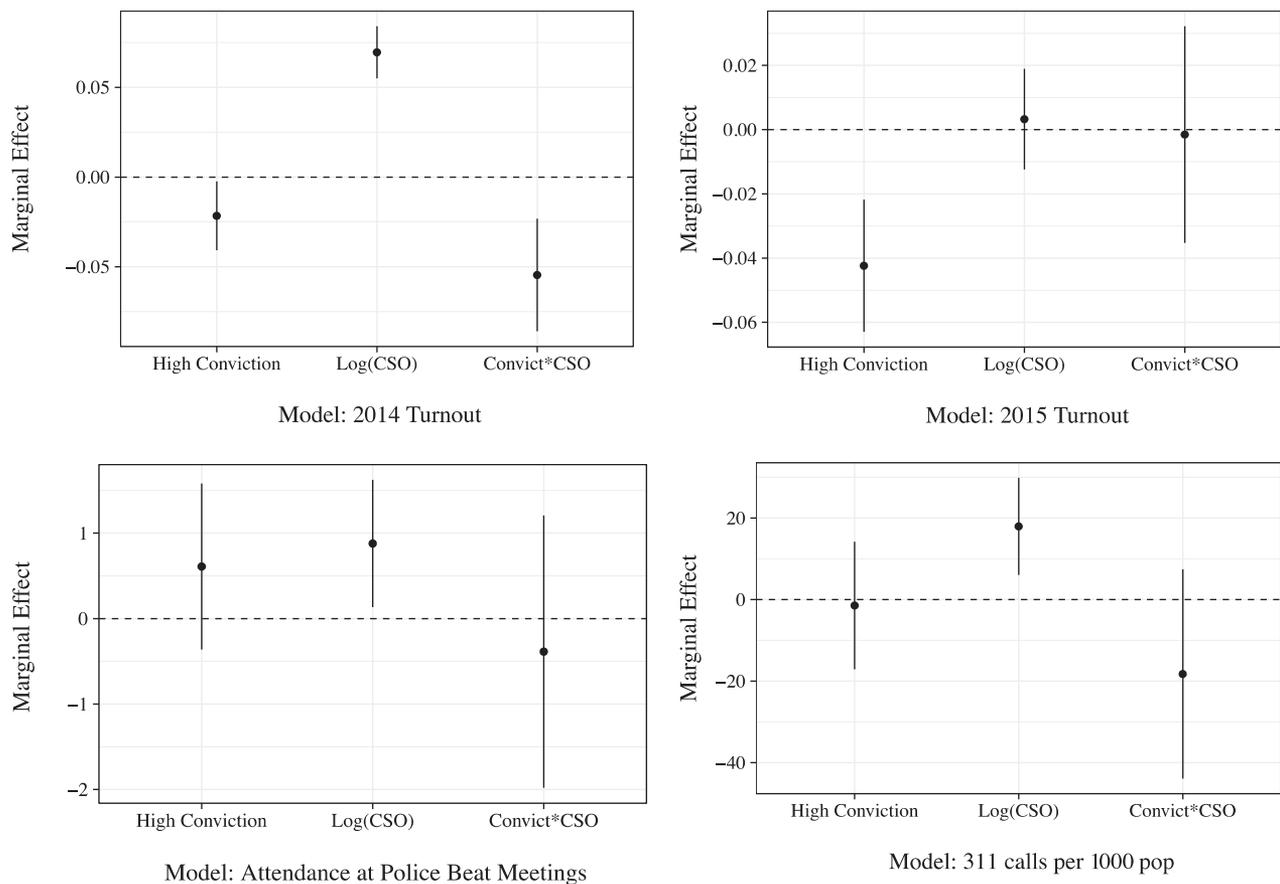 Marginal Effect
0.05
0.00
−0.05
High Conviction Log(CSO) Convict*CSO
Model: 2014 Turnout
Marginal Effect
0.02
0.00
−0.02
−0.04
−0.06
High Conviction Log(CSO) Convict*CSO
Model: 2015 Turnout
Marginal Effect
1
0
−1
−2
High Conviction Log(CSO) Convict*CSO
Model: Attendance at Police Beat Meetings
Marginal Effect
20
0
−20
−40
High Conviction Log(CSO) Convict*CSO
Model: 311 calls per 1000 pop